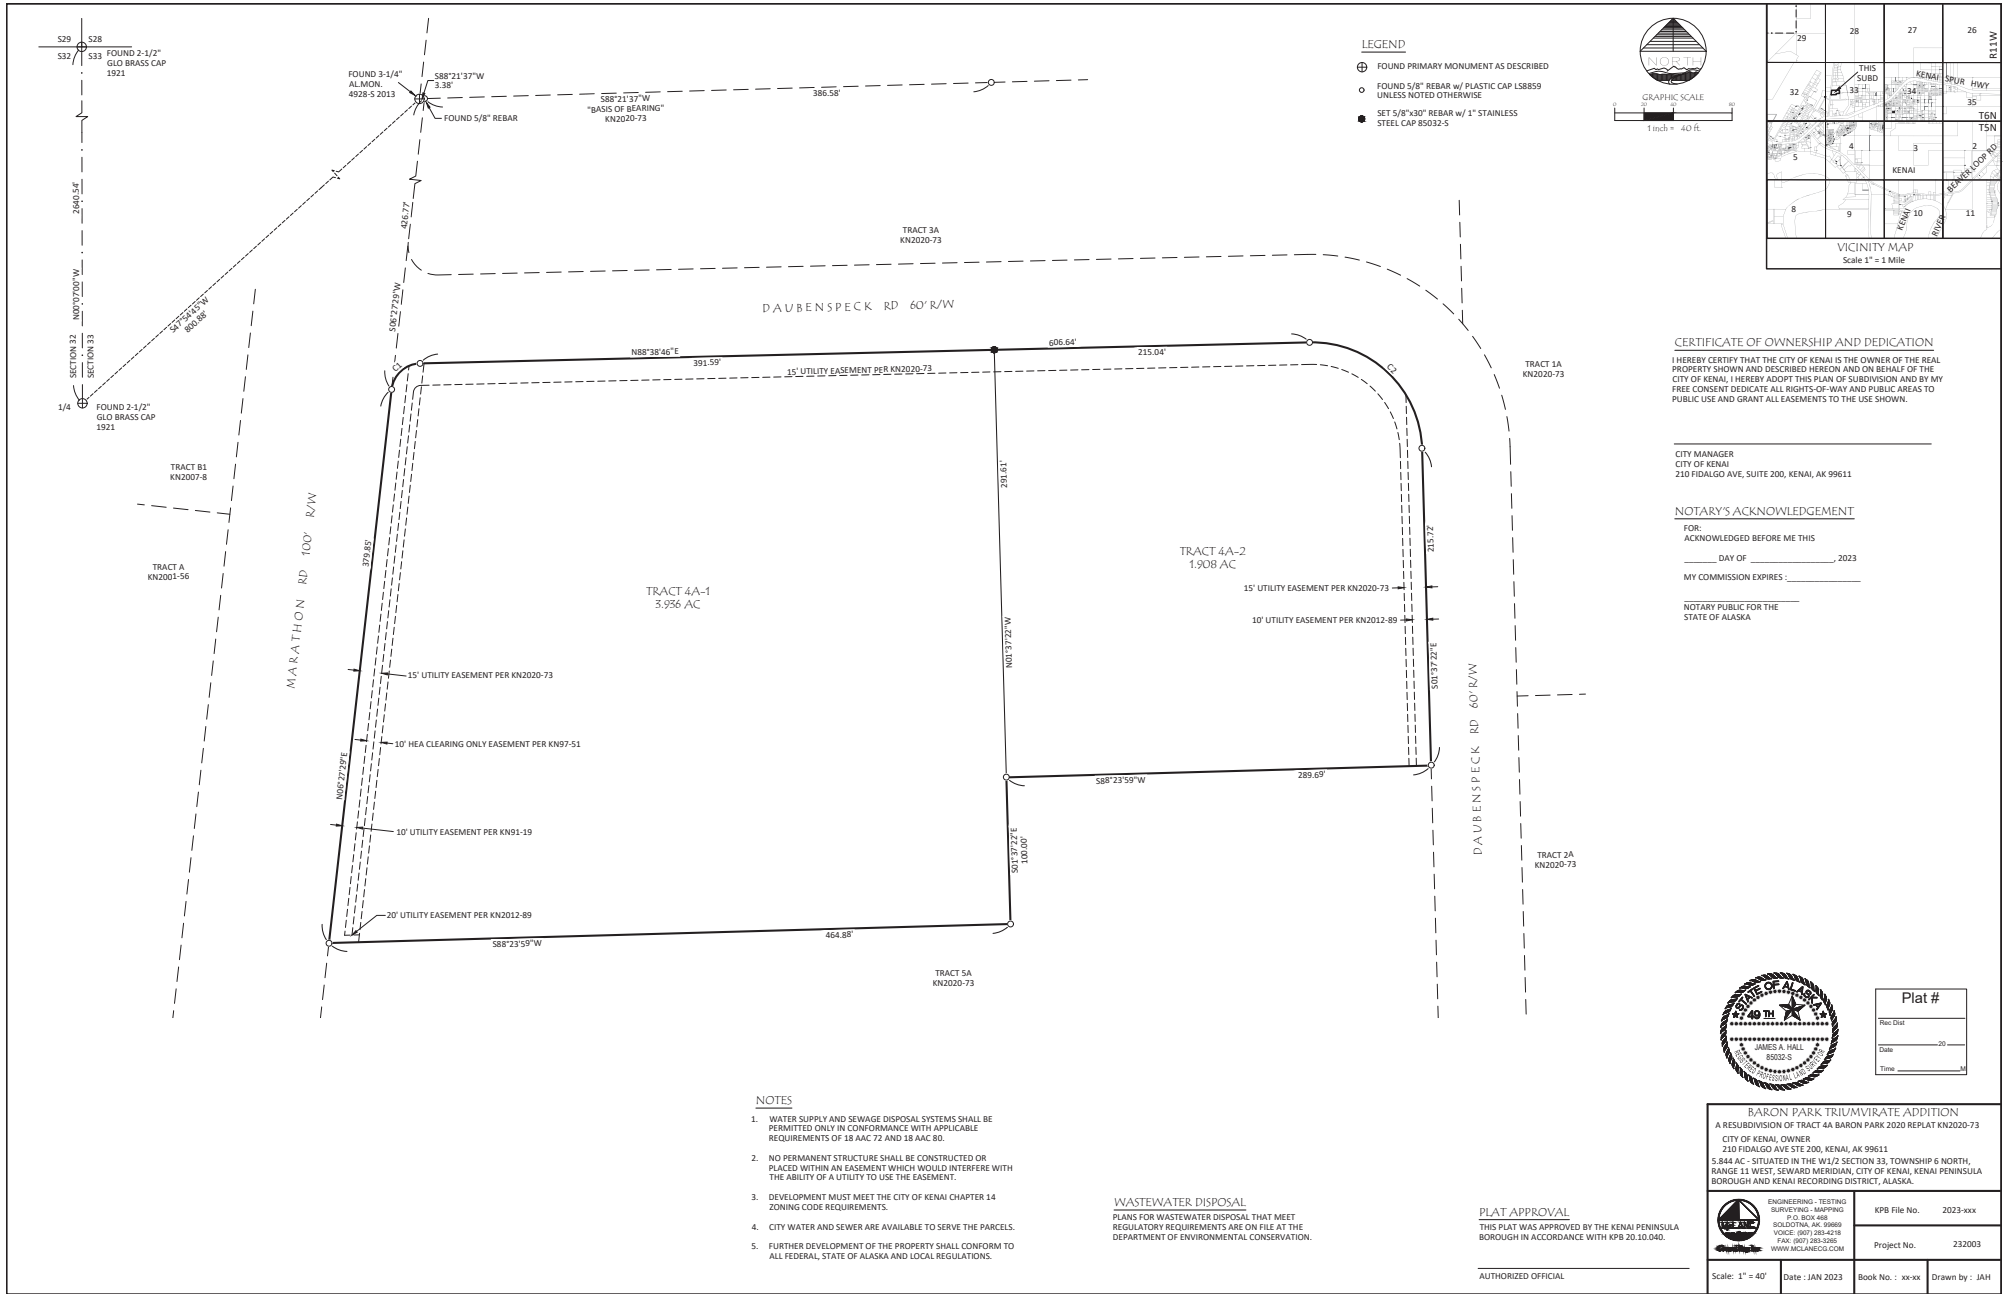 S29 S28
S32 S33
FOUND 2-1/2"
GLO BRASS CAP
1921
2640.54'
N00°07'00"W
SECTION 32
SECTION 33
1/4
FOUND 2-1/2"
GLO BRASS CAP
1921
S47°54'45"W
800.88'
FOUND 3-1/4"
AL.MON.
4928-S 2013
S88°21'37"W
3.38'
FOUND 5/8" REBAR
S88°21'37"W
"BASIS OF BEARING"
KN2020-73
386.58'
426.77'
S06°27'29"W
LEGEND
FOUND PRIMARY MONUMENT AS DESCRIBED
FOUND 5/8" REBAR w/ PLASTIC CAP LS8859
UNLESS NOTED OTHERWISE
SET 5/8"x30" REBAR w/ 1" STAINLESS
STEEL CAP 85032-S
NORTH
GRAPHIC SCALE
0 20 40 80
1 inch = 40 ft.
29 28 27 26
R11W
THIS
SUBD
KENAI SPUR HWY
32 33 34 35
T6N
T5N
5 4 3 2
KENAI
BEAVER LOOP RD
8 9 10 11
KENAI RIVER
VICINITY MAP
Scale 1" = 1 Mile
TRACT 3A
KN2020-73
DAUBENSPECK RD 60' R/W
N88°38'46"E
391.59'
606.64'
215.04'
15' UTILITY EASEMENT PER KN2020-73
C1
C2
TRACT 1A
KN2020-73
TRACT B1
KN2007-8
TRACT A
KN2001-56
MARATHON RD 100' R/W
379.85'
N06°27'29"E
291.61'
N01°37'22"W
TRACT 4A-1
3.936 AC
TRACT 4A-2
1.908 AC
215.72'
S01°37'22"E
15' UTILITY EASEMENT PER KN2020-73
10' UTILITY EASEMENT PER KN2012-89
15' UTILITY EASEMENT PER KN2020-73
10' HEA CLEARING ONLY EASEMENT PER KN97-51
10' UTILITY EASEMENT PER KN91-19
20' UTILITY EASEMENT PER KN2012-89
S88°23'59"W
289.69'
S01°37'22"E
100.00'
S88°23'59"W
464.88'
DAUBENSPECK RD 60' R/W
TRACT 2A
KN2020-73
TRACT 5A
KN2020-73
CERTIFICATE OF OWNERSHIP AND DEDICATION
I HEREBY CERTIFY THAT THE CITY OF KENAI IS THE OWNER OF THE REAL
PROPERTY SHOWN AND DESCRIBED HEREON AND ON BEHALF OF THE
CITY OF KENAI, I HEREBY ADOPT THIS PLAN OF SUBDIVISION AND BY MY
FREE CONSENT DEDICATE ALL RIGHTS-OF-WAY AND PUBLIC AREAS TO
PUBLIC USE AND GRANT ALL EASEMENTS TO THE USE SHOWN.
CITY MANAGER
CITY OF KENAI
210 FIDALGO AVE, SUITE 200, KENAI, AK 99611
NOTARY'S ACKNOWLEDGEMENT
FOR:
ACKNOWLEDGED BEFORE ME THIS
_______ DAY OF __________________, 2023
MY COMMISSION EXPIRES :________________
NOTARY PUBLIC FOR THE
STATE OF ALASKA
STATE OF ALASKA
49 TH
JAMES A. HALL
85032-S
REGISTERED PROFESSIONAL LAND SURVEYOR
Plat #
Rec Dist
Date 20
Time M
NOTES
1. WATER SUPPLY AND SEWAGE DISPOSAL SYSTEMS SHALL BE
PERMITTED ONLY IN CONFORMANCE WITH APPLICABLE
REQUIREMENTS OF 18 AAC 72 AND 18 AAC 80.
2. NO PERMANENT STRUCTURE SHALL BE CONSTRUCTED OR
PLACED WITHIN AN EASEMENT WHICH WOULD INTERFERE WITH
THE ABILITY OF A UTILITY TO USE THE EASEMENT.
3. DEVELOPMENT MUST MEET THE CITY OF KENAI CHAPTER 14
ZONING CODE REQUIREMENTS.
4. CITY WATER AND SEWER ARE AVAILABLE TO SERVE THE PARCELS.
5. FURTHER DEVELOPMENT OF THE PROPERTY SHALL CONFORM TO
ALL FEDERAL, STATE OF ALASKA AND LOCAL REGULATIONS.
WASTEWATER DISPOSAL
PLANS FOR WASTEWATER DISPOSAL THAT MEET
REGULATORY REQUIREMENTS ARE ON FILE AT THE
DEPARTMENT OF ENVIRONMENTAL CONSERVATION.
PLAT APPROVAL
THIS PLAT WAS APPROVED BY THE KENAI PENINSULA
BOROUGH IN ACCORDANCE WITH KPB 20.10.040.
AUTHORIZED OFFICIAL
BARON PARK TRIUMVIRATE ADDITION
A RESUBDIVISION OF TRACT 4A BARON PARK 2020 REPLAT KN2020-73
CITY OF KENAI, OWNER
210 FIDALGO AVE STE 200, KENAI, AK 99611
5.844 AC - SITUATED IN THE W1/2 SECTION 33, TOWNSHIP 6 NORTH,
RANGE 11 WEST, SEWARD MERIDIAN, CITY OF KENAI, KENAI PENINSULA
BOROUGH AND KENAI RECORDING DISTRICT, ALASKA.
ENGINEERING - TESTING
SURVEYING - MAPPING
P.O. BOX 468
SOLDOTNA, AK. 99669
VOICE: (907) 283-4218
FAX: (907) 283-3265
WWW.MCLANECG.COM
KPB File No. 2023-xxx
Project No. 232003
Scale: 1" = 40'
Date : JAN 2023
Book No. : xx-xx
Drawn by : JAH